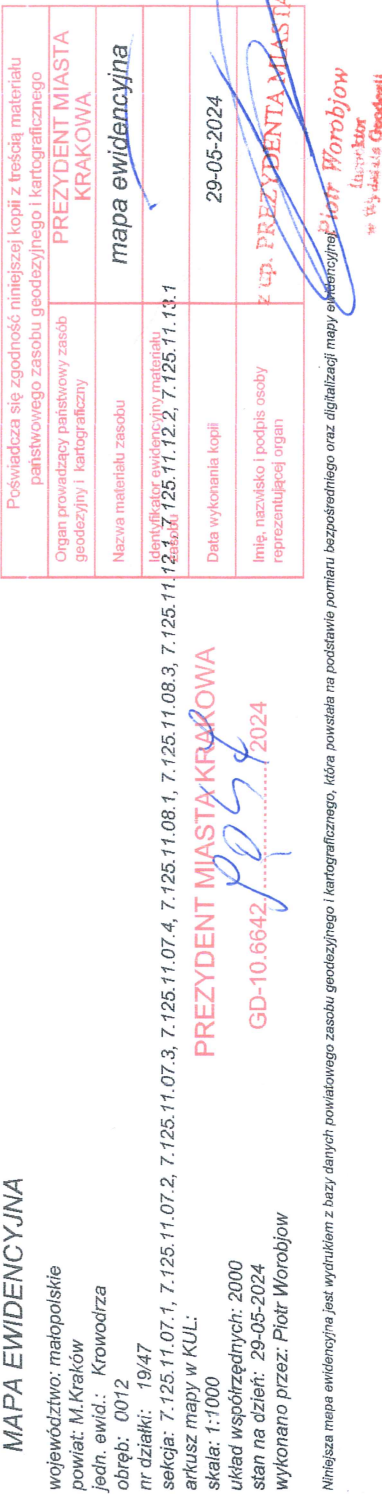 MAPA EWIDENCYJNA
województwo: małopolskie
powiat: M.Kraków
jedn. ewid.: Krowodrza
obręb: 0012
nr działki: 19/47
sekcja: 7.125.11.07.1, 7.125.11.07.2, 7.125.11.07.3, 7.125.11.07.4, 7.125.11.08.1, 7.125.11.08.3, 7.125.11.12.1, 7.125.11.12.2, 7.125.11.13.1
arkusz mapy w KUL:
skala: 1:1000
układ współrzędnych: 2000
stan na dzień: 29-05-2024
wykonano przez: Piotr Worobjow
PREZYDENT MIASTA KRAKOWA
GD-10.6642.............2024
Poświadcza się zgodność niniejszej kopii z treścią materiału
państwowego zasobu geodezyjnego i kartograficznego
Organ prowadzący państwowy zasób
geodezyjny i kartograficzny
PREZYDENT MIASTA
KRAKOWA
Nazwa materiału zasobu
mapa ewidencyjna
Identyfikator ewidencyjny materiału
zasobu
Data wykonania kopii
29-05-2024
Imię, nazwisko i podpis osoby
reprezentującej organ
z up. PREZYDENTA MIASTA
Piotr Worobjow
Inspektor
w Wydziale Geodezji
Niniejsza mapa ewidencyjna jest wydrukiem z bazy danych powiatowego zasobu geodezyjnego i kartograficznego, która powstała na podstawie pomiaru bezpośredniego oraz digitalizacji mapy ewidencyjnej.